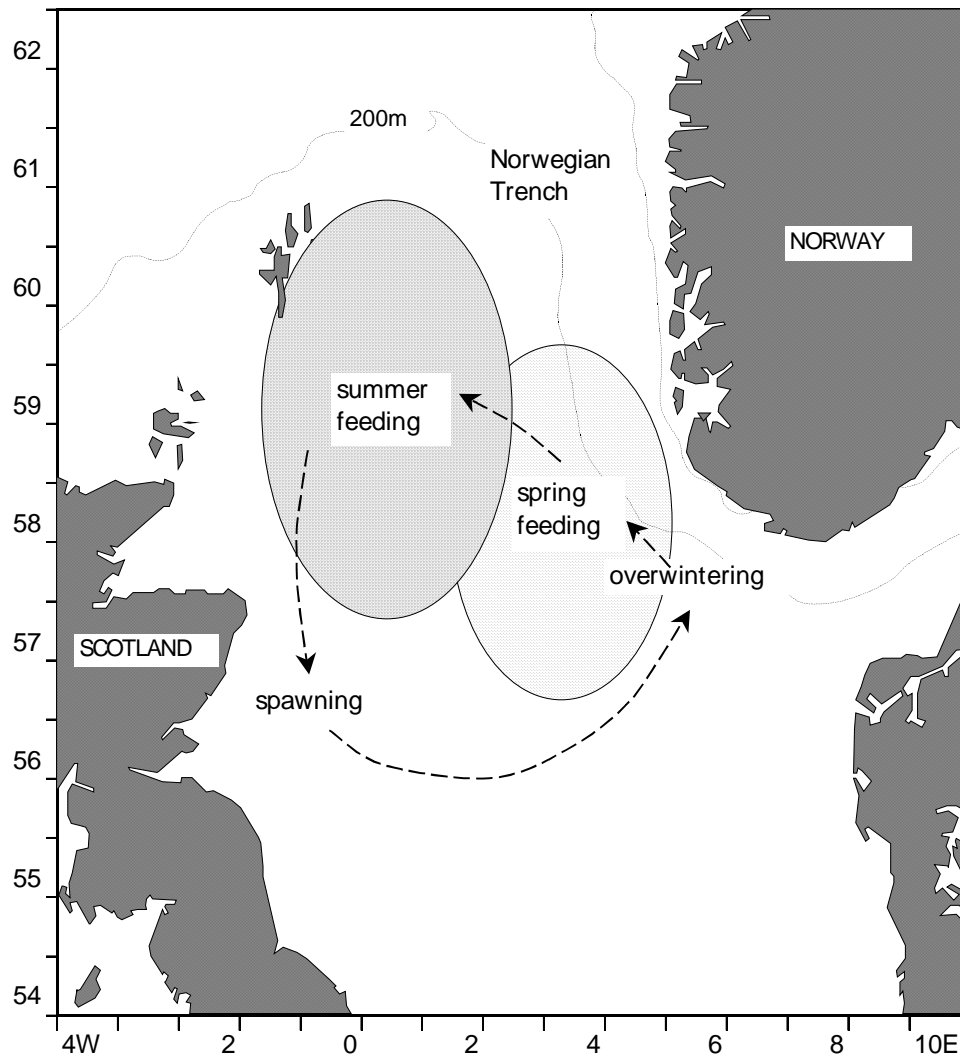 62
200m
61
Norwegian
Trench
NORWAY
60
summer
feeding
59
spring
feeding
58
overwintering
57
SCOTLAND
spawning
56
55
54
4W 2 0 2 4 6 8 10E